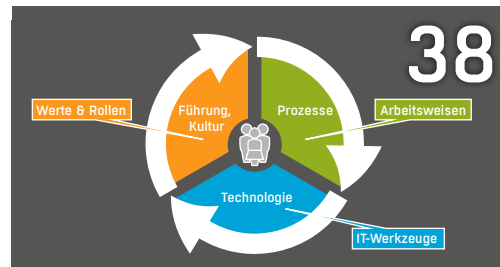 38
Werte & Rollen
Führung,
Kultur
Prozesse
Arbeitsweisen
Technologie
IT-Werkzeuge